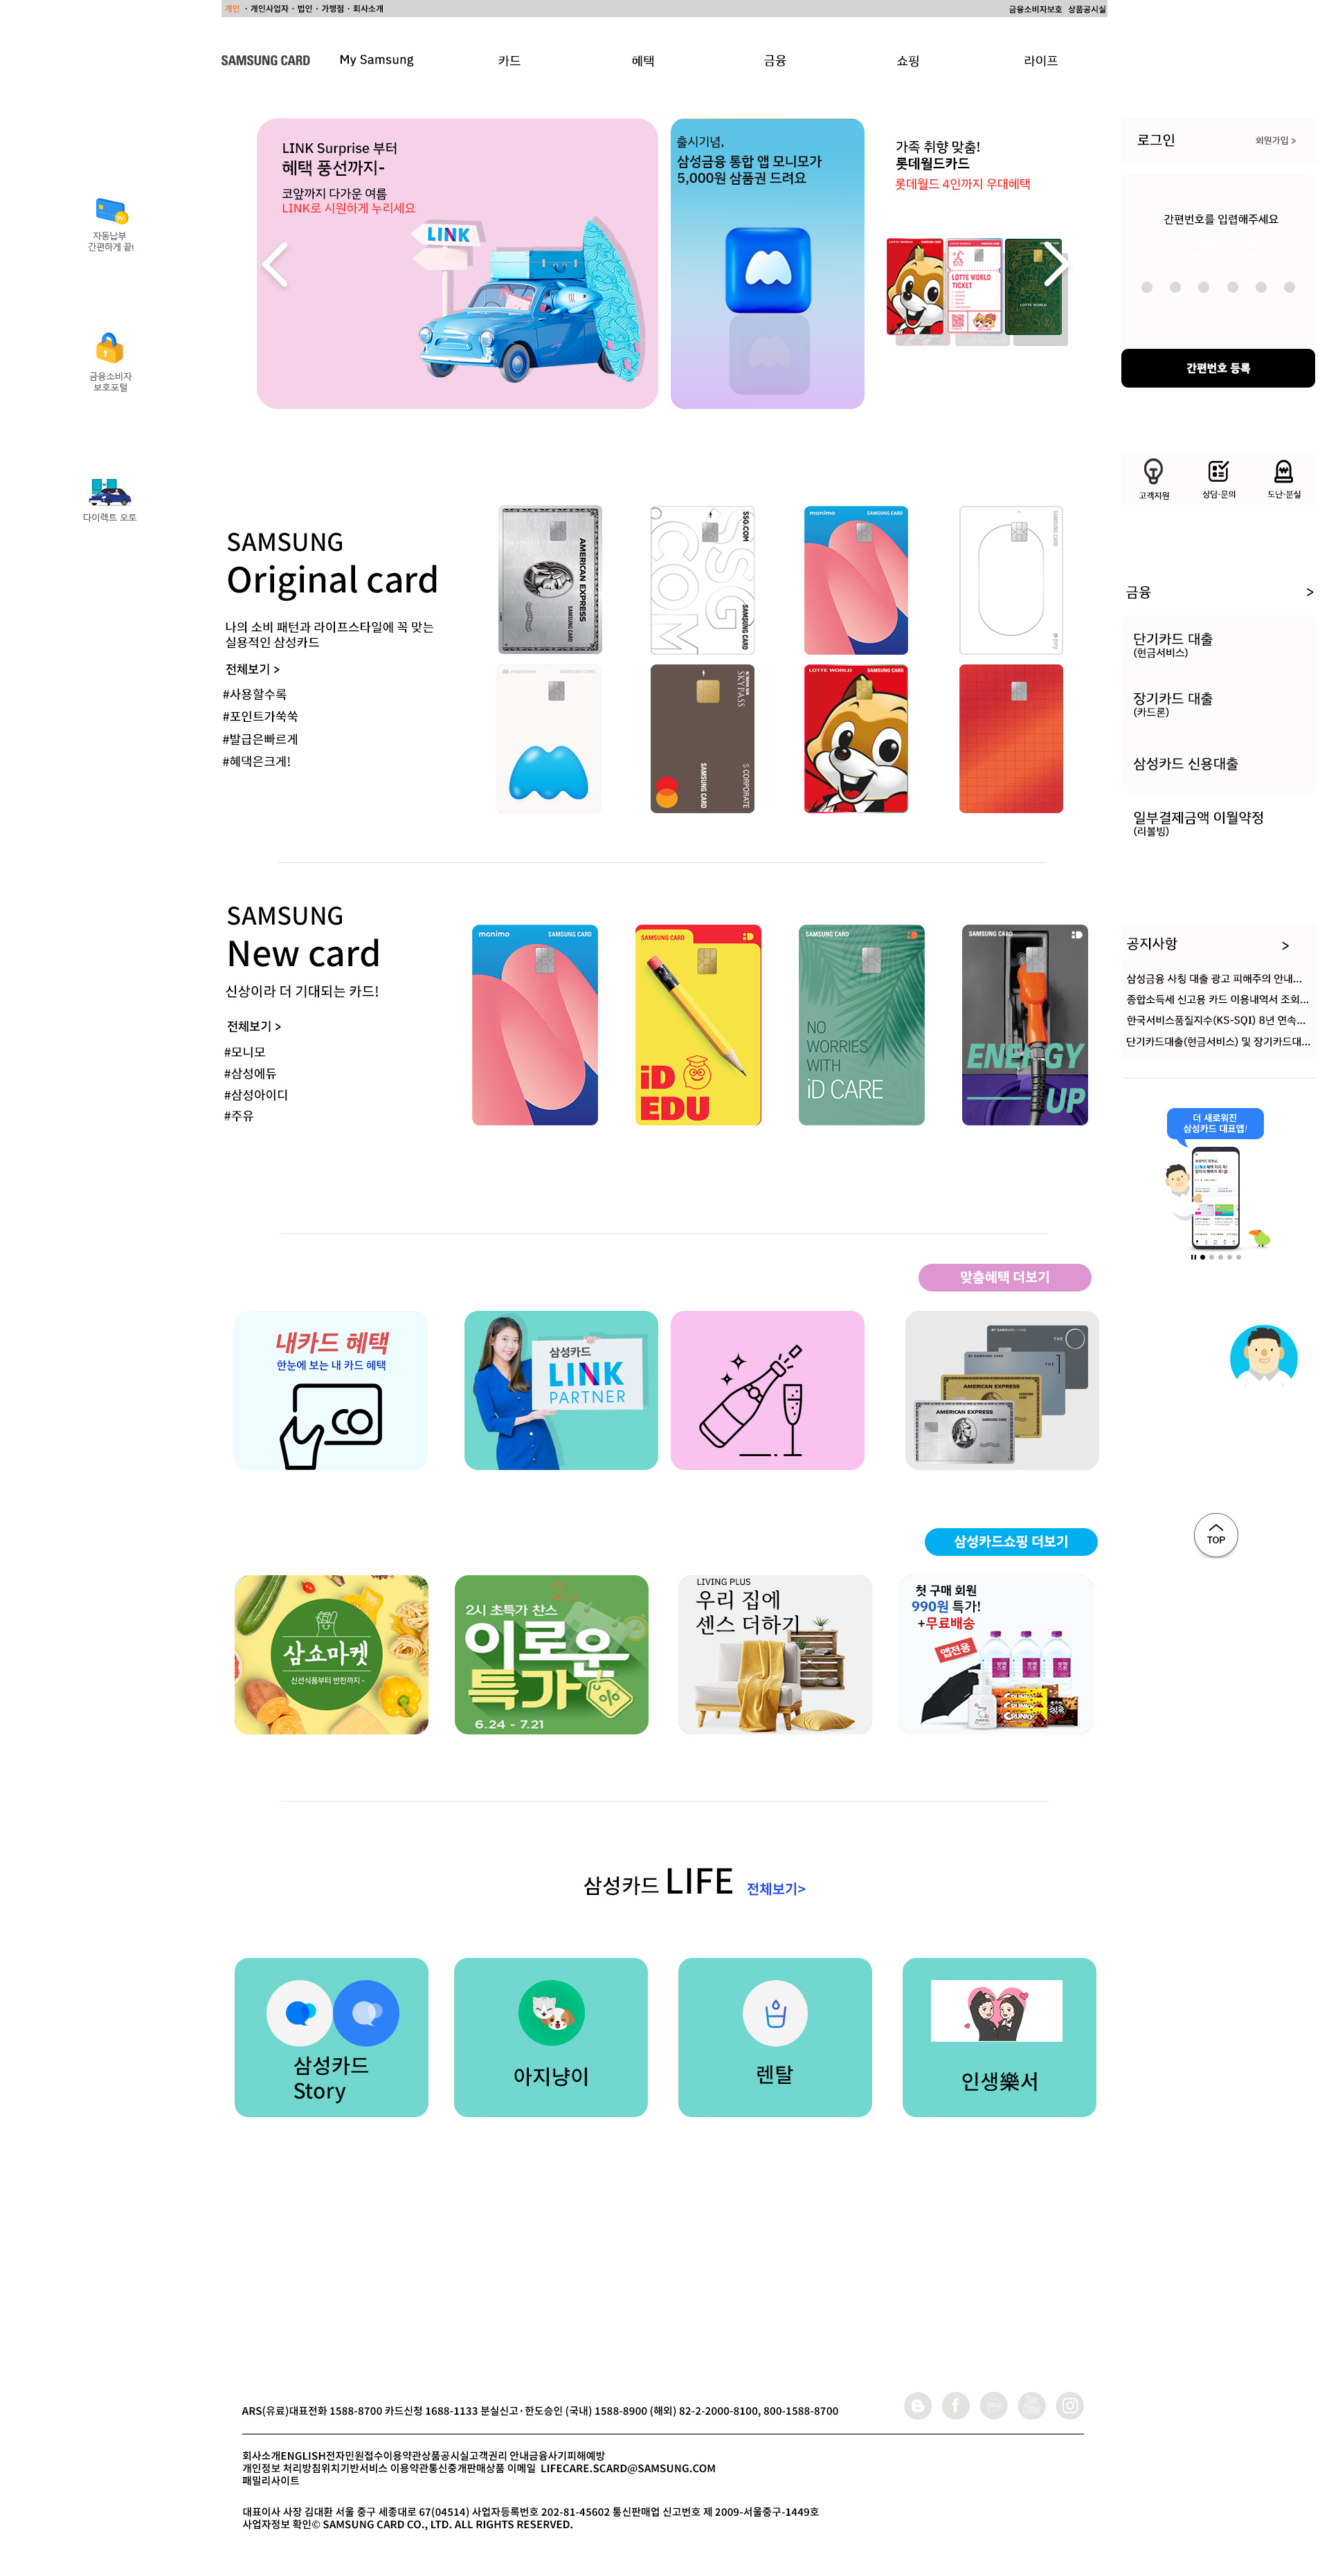 개인 · 개인사업자 · 법인 · 가맹점 · 회사소개
금융소비자보호 상품공시실
SAMSUNG CARD
My Samsung
카드
혜택
금융
쇼핑
라이프
LINK Surprise 부터
혜택 풍선까지-
코앞까지 다가운 여름
LINK로 시원하게 누리세요
LINK
출시기념,
삼성금융 통합 앱 모니모가
5,000원 삼품권 드려요
가족 취향 맞춤!
롯데월드카드
롯데월드 4인까지 우대혜택
LOTTE WORLD
SAMSUNG CARD
LOTTE WORLD
TICKET
LOTTE WORLD
로그인
회원가입 >
간편번호를 입력해주세요
간편번호 등록
자동납부
간편하게 끝!
금융소비자
보호포털
다이렉트 오토
고객지원
상담·문의
도난·분실
SAMSUNG
Original card
나의 소비 패턴과 라이프스타일에 꼭 맞는
실용적인 삼성카드
전체보기 >
#사용할수록
#포인트가쑥쑥
#발급은빠르게
#혜댁은크게!
AMERICAN EXPRESS
SAMSUNG CARD
SSG.COM
SSG
COM
SAMSUNG CARD
monimo
SAMSUNG CARD
SAMSUNG CARD
monimo
SAMSUNG CARD
SKYPASS
SAMSUNG CARD
S CORPORATE
LOTTE WORLD
SAMSUNG CARD
금융
>
단기카드 대출
(현금서비스)
장기카드 대출
(카드론)
삼성카드 신용대출
일부결제금액 이월약정
(리볼빙)
SAMSUNG
New card
신상이라 더 기대되는 카드!
전체보기 >
#모니모
#삼성에듀
#삼성아이디
#주유
monimo
SAMSUNG CARD
SAMSUNG CARD
iD
EDU
SAMSUNG CARD
NO
WORRIES
WITH
iD CARE
SAMSUNG CARD
ENERGY
UP
공지사항
>
삼성금융 사칭 대출 광고 피해주의 안내...
종합소득세 신고용 카드 이용내역서 조회...
한국서비스품질지수(KS-SQI) 8년 연속...
단기카드대출(현금서비스) 및 장기카드대...
더 새로워진
삼성카드 대표앱!
맞춤혜택 더보기
내카드 혜택
한눈에 보는 내 카드 혜택
삼성카드
LINK
PARTNER
BY SAMSUNG CARD
THE O
BY SAMSUNG CARD
THE 1
AMERICAN EXPRESS
SAMSUNG CARD
AMERICAN EXPRESS
SAMSUNG CARD
TOP
삼성카드쇼핑 더보기
삼쇼마켓
신선식품부터 반찬까지 -
2시 초특가 찬스
이로운
특가
6.24 - 7.21
LIVING PLUS
우리 집에
센스 더하기
첫 구매 회원
990원 특가!
+무료배송
앱전용
CRUNKY
삼성카드 LIFE 전체보기>
삼성카드
Story
아지냥이
렌탈
인생樂서
ARS(유료)대표전화 1588-8700 카드신청 1688-1133 분실신고·한도승인 (국내) 1588-8900 (해외) 82-2-2000-8100, 800-1588-8700
회사소개ENGLISH전자민원접수이용약관상품공시실고객권리 안내금융사기피해예방
개인정보 처리방침위치기반서비스 이용약관통신중개판매상품 이메일 LIFECARE.SCARD@SAMSUNG.COM
패밀리사이트
대표이사 사장 김대환 서울 중구 세종대로 67(04514) 사업자등록번호 202-81-45602 통신판매업 신고번호 제 2009-서울중구-1449호
사업자정보 확인© SAMSUNG CARD CO., LTD. ALL RIGHTS RESERVED.